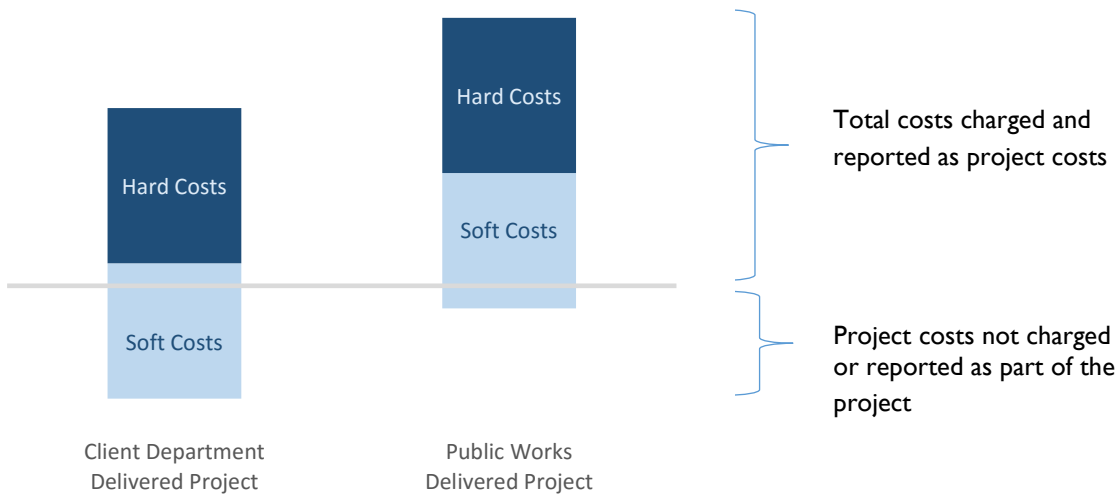 Hard Costs
Soft Costs
Client Department
Delivered Project
Hard Costs
Soft Costs
Public Works
Delivered Project
Total costs charged and
reported as project costs
Project costs not charged
or reported as part of the
project